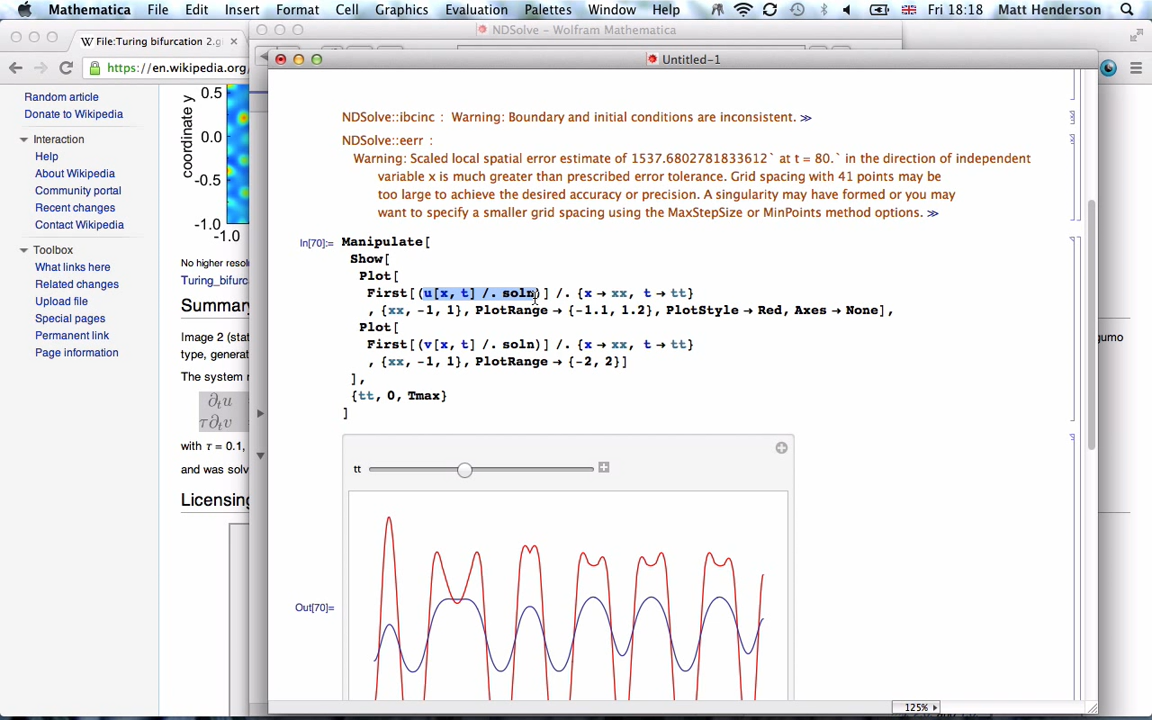 Mathematica File Edit Insert Format Cell Graphics Evaluation Palettes Window Help Fri 18:18 Matt Henderson
File:Turing bifurcation 2.g
NDSolve - Wolfram Mathematica
https://en.wikipedia.org/
Untitled-1
Random article
Donate to Wikipedia
Interaction
Help
About Wikipedia
Community portal
Recent changes
Contact Wikipedia
Toolbox
What links here
Related changes
Upload file
Special pages
Permanent link
Page information
coordinate y
0.5
0.0
-0.5
-1.0
-1.0
No higher resol
Turing_bifurcation
Summary
Image 2 (stat
type, generat
The system r
∂ₜu
τ∂ₜv
with τ = 0.1,
and was solv
Licensing
gumo
NDSolve::ibcinc : Warning: Boundary and initial conditions are inconsistent. ≫
NDSolve::eerr :
Warning: Scaled local spatial error estimate of 1537.6802781833612` at t = 80.` in the direction of independent
variable x is much greater than prescribed error tolerance. Grid spacing with 41 points may be
too large to achieve the desired accuracy or precision. A singularity may have formed or you may
want to specify a smaller grid spacing using the MaxStepSize or MinPoints method options. ≫
In[70]:= Manipulate[
Show[
Plot[
First[(u[x, t] /. soln)] /. {x → xx, t → tt}
, {xx, -1, 1}, PlotRange → {-1.1, 1.2}, PlotStyle → Red, Axes → None],
Plot[
First[(v[x, t] /. soln)] /. {x → xx, t → tt}
, {xx, -1, 1}, PlotRange → {-2, 2}]
],
{tt, 0, Tmax}
]
tt
Out[70]=
125%